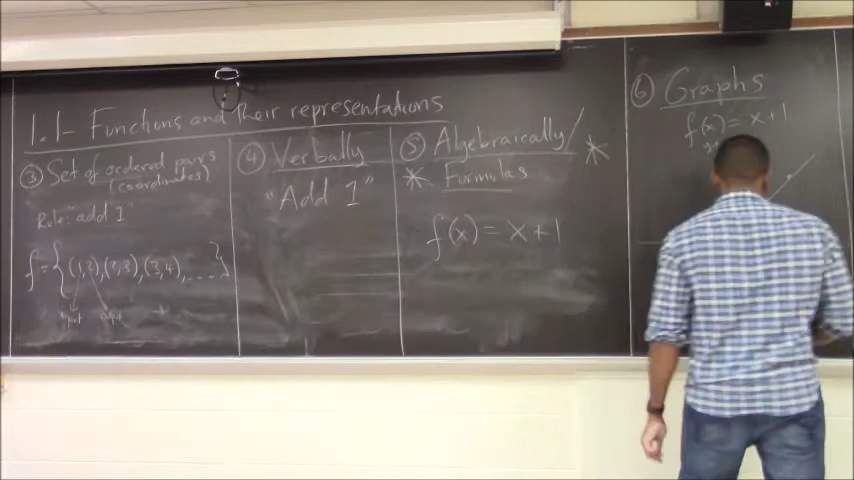 1.1- Functions and their representations
③ Set of ordered pairs
(coordinates)
Rule: "add 1"
f = { (1,2), (2,3), (3,4), .... }
input output
④ Verbally
"Add 1"
⑤ Algebraically/
* Formulas *
f(x) = x+1
⑥ Graphs
f(x) = x+1